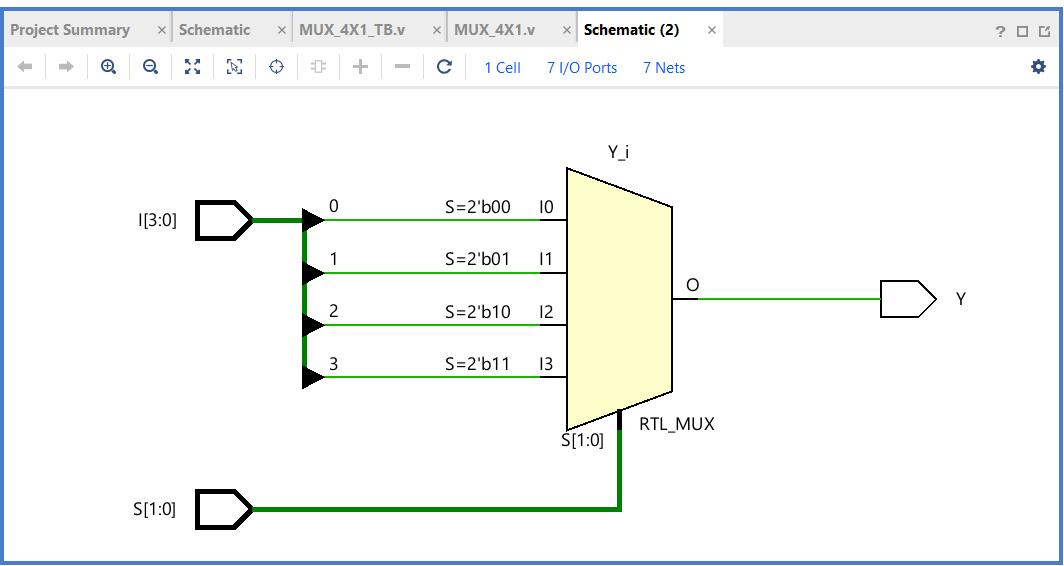 Project Summary × Schematic × MUX_4X1_TB.v × MUX_4X1.v × Schematic (2) × ?
1 Cell 7 I/O Ports 7 Nets
Y_i
I[3:0] 0 S=2'b00 I0
1 S=2'b01 I1
O Y
2 S=2'b10 I2
3 S=2'b11 I3
RTL_MUX
S[1:0]
S[1:0]